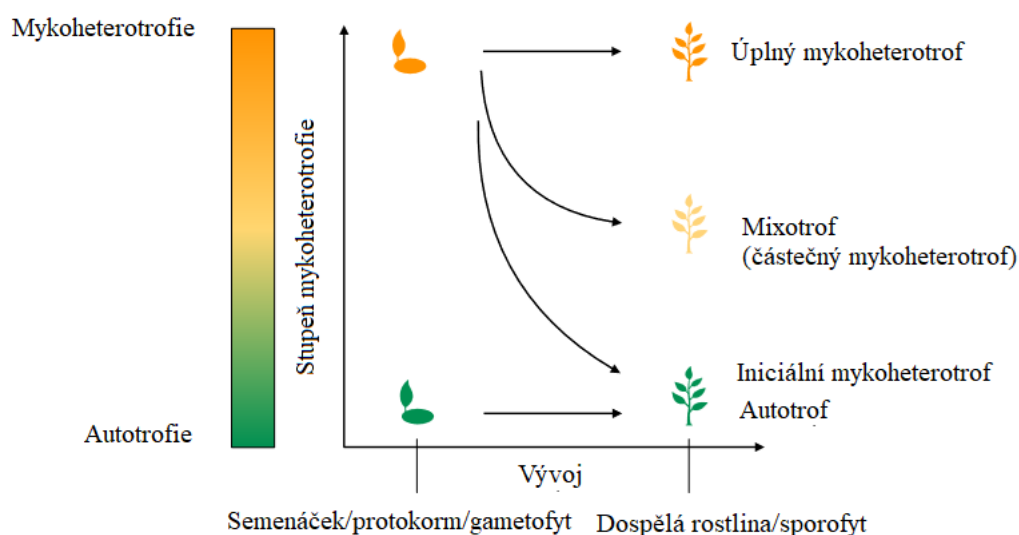 Mykoheterotrofie
Autotrofie
Stupeň mykoheterotrofie
Úplný mykoheterotrof
Mixotrof
(částečný mykoheterotrof)
Iniciální mykoheterotrof
Autotrof
Vývoj
Semenáček/protokorm/gametofyt
Dospělá rostlina/sporofyt